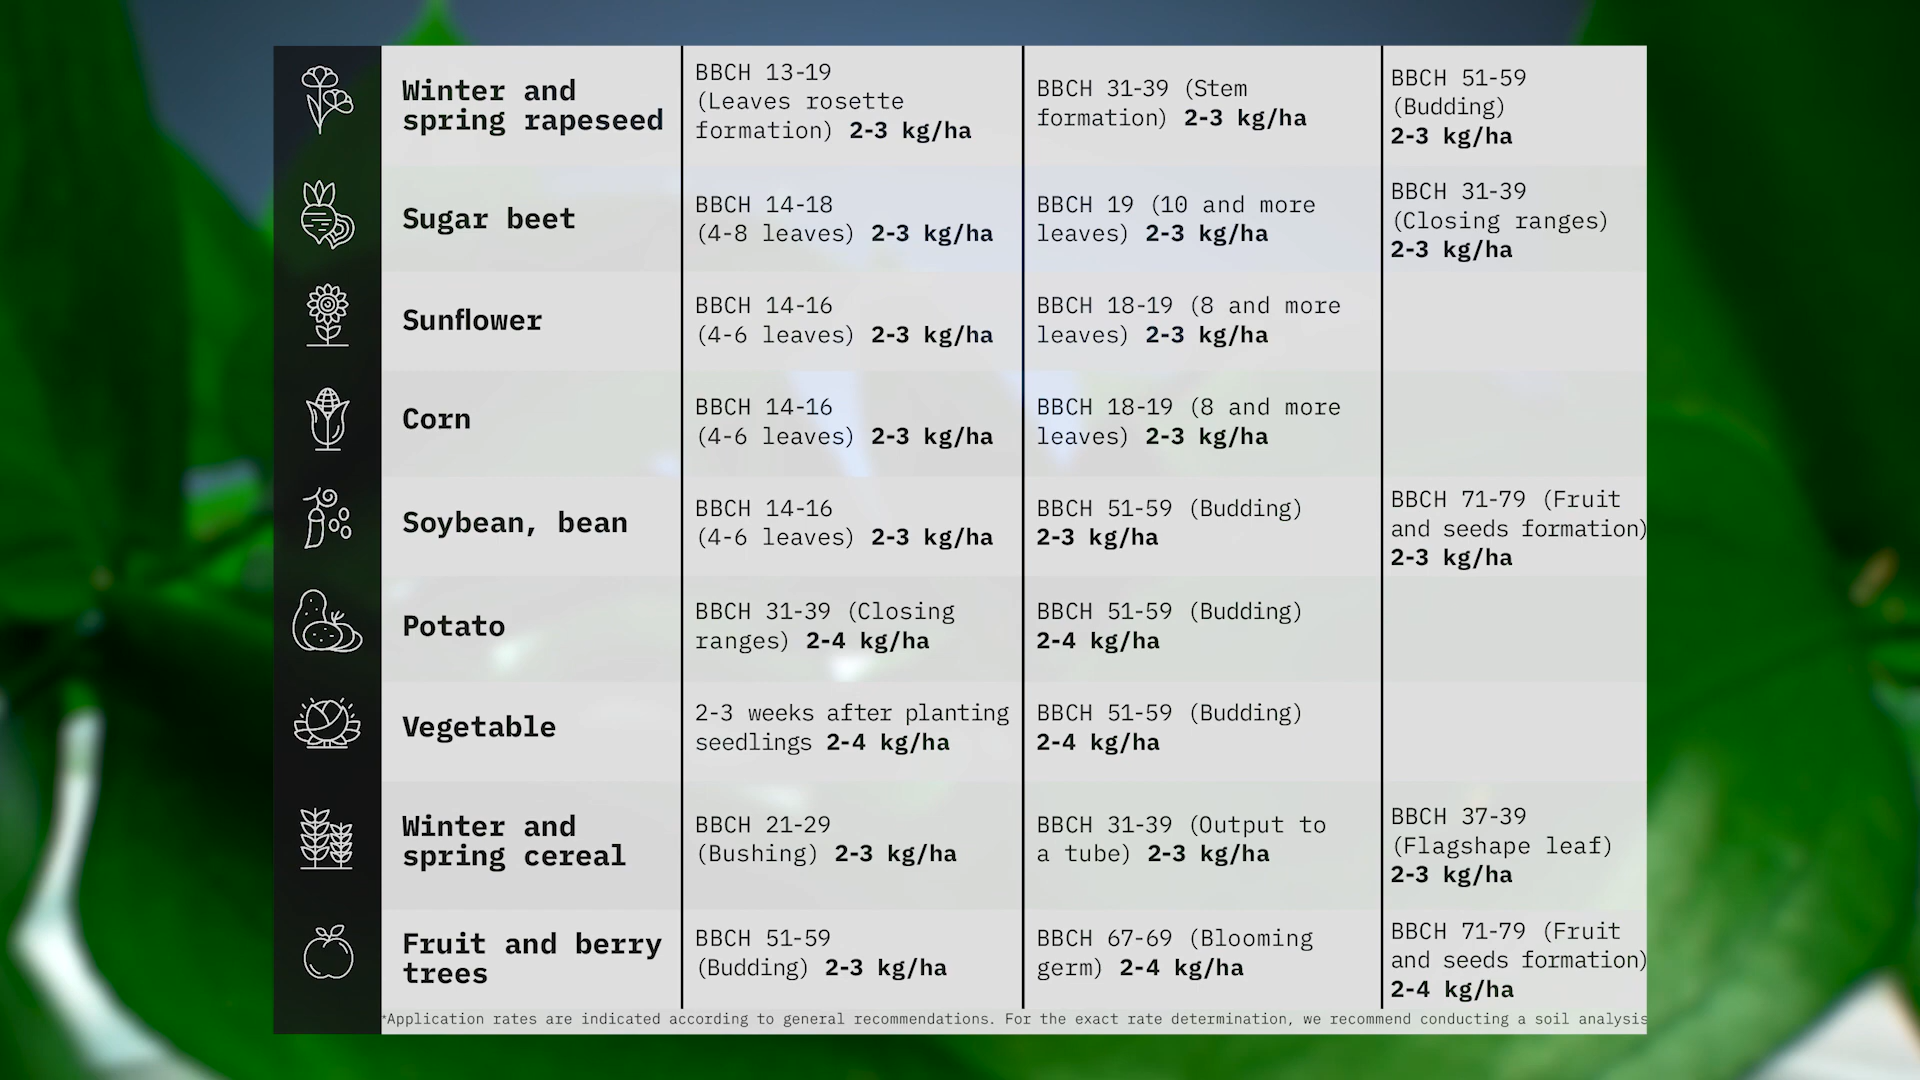 Winter and
spring rapeseed
BBCH 13-19
(Leaves rosette
formation) 2-3 kg/ha
BBCH 31-39 (Stem
formation) 2-3 kg/ha
BBCH 51-59
(Budding)
2-3 kg/ha
Sugar beet
BBCH 14-18
(4-8 leaves) 2-3 kg/ha
BBCH 19 (10 and more
leaves) 2-3 kg/ha
BBCH 31-39
(Closing ranges)
2-3 kg/ha
Sunflower
BBCH 14-16
(4-6 leaves) 2-3 kg/ha
BBCH 18-19 (8 and more
leaves) 2-3 kg/ha
Corn
BBCH 14-16
(4-6 leaves) 2-3 kg/ha
BBCH 18-19 (8 and more
leaves) 2-3 kg/ha
Soybean, bean
BBCH 14-16
(4-6 leaves) 2-3 kg/ha
BBCH 51-59 (Budding)
2-3 kg/ha
BBCH 71-79 (Fruit
and seeds formation)
2-3 kg/ha
Potato
BBCH 31-39 (Closing
ranges) 2-4 kg/ha
BBCH 51-59 (Budding)
2-4 kg/ha
Vegetable
2-3 weeks after planting
seedlings 2-4 kg/ha
BBCH 51-59 (Budding)
2-4 kg/ha
Winter and
spring cereal
BBCH 21-29
(Bushing) 2-3 kg/ha
BBCH 31-39 (Output to
a tube) 2-3 kg/ha
BBCH 37-39
(Flagshape leaf)
2-3 kg/ha
Fruit and berry
trees
BBCH 51-59
(Budding) 2-3 kg/ha
BBCH 67-69 (Blooming
germ) 2-4 kg/ha
BBCH 71-79 (Fruit
and seeds formation)
2-4 kg/ha
*Application rates are indicated according to general recommendations. For the exact rate determination, we recommend conducting a soil analysis